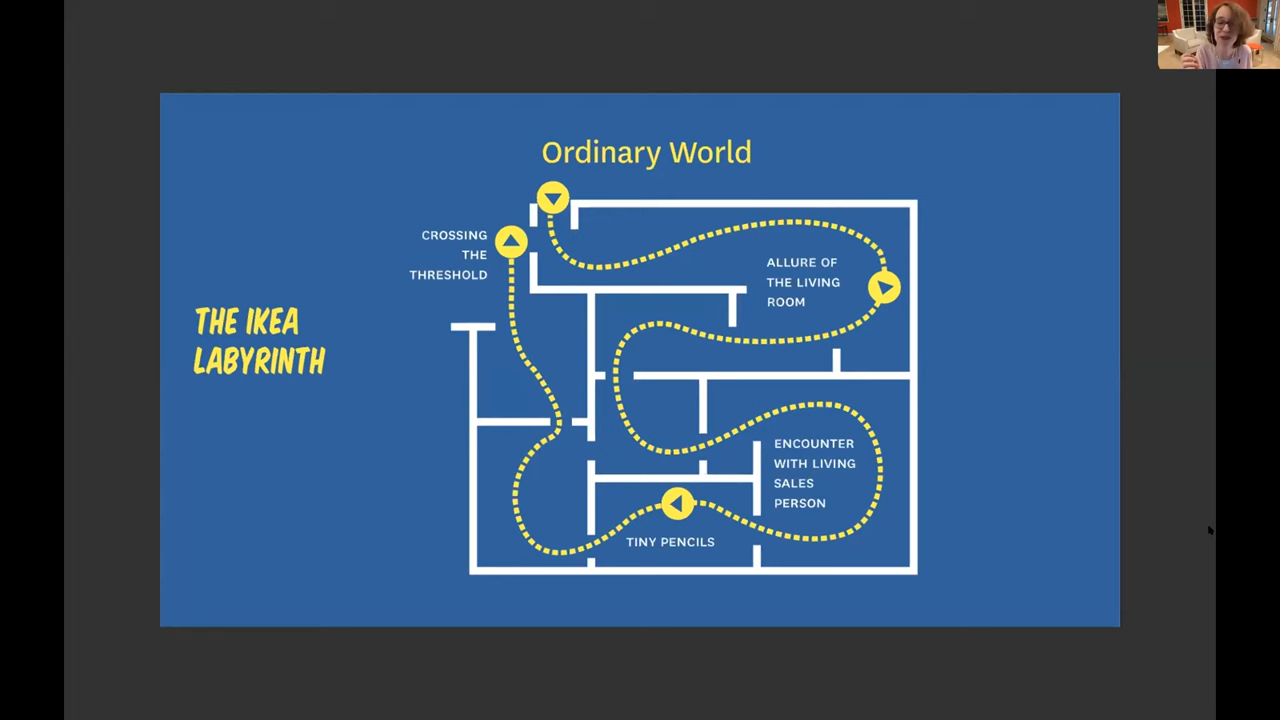 Ordinary World
CROSSING
THE
THRESHOLD
ALLURE OF
THE LIVING
ROOM
THE IKEA
LABYRINTH
ENCOUNTER
WITH LIVING
SALES
PERSON
TINY PENCILS